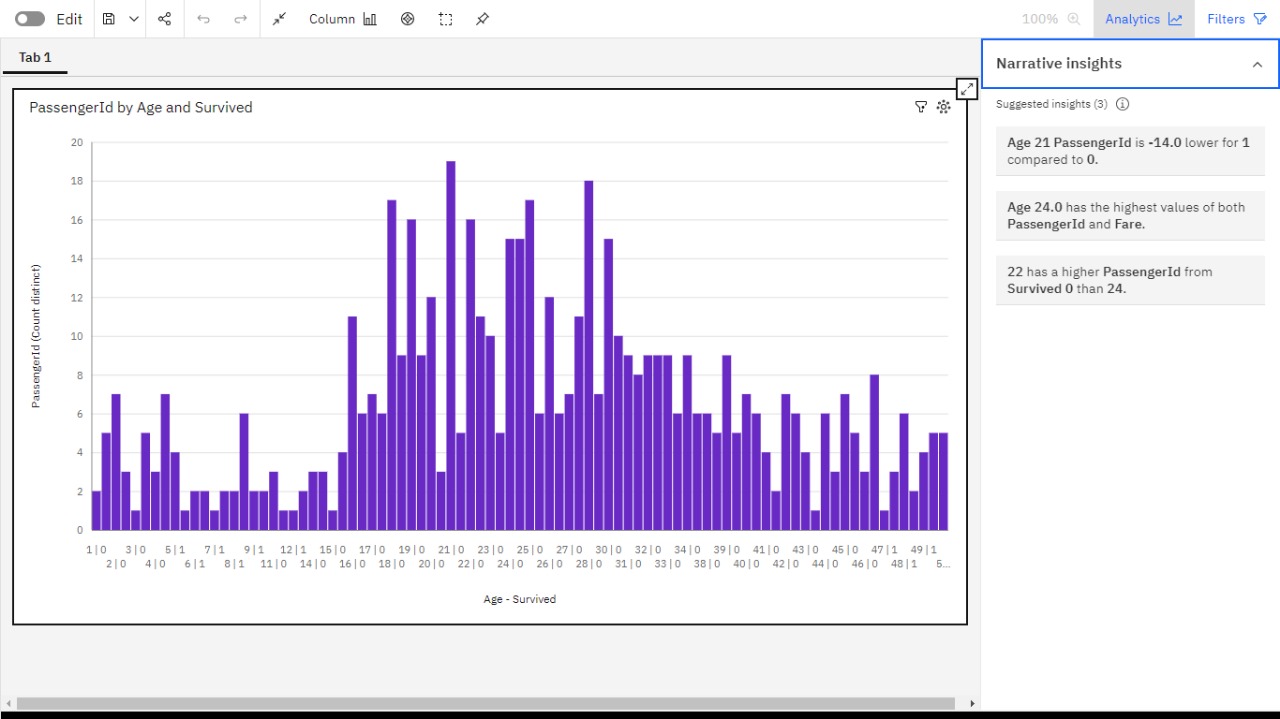 Edit
Column
100%
Analytics
Filters
Tab 1
Narrative insights
Suggested insights (3)
Age 21 PassengerId is -14.0 lower for 1
compared to 0.
Age 24.0 has the highest values of both
PassengerId and Fare.
22 has a higher PassengerId from
Survived 0 than 24.
PassengerId by Age and Survived
PassengerId (Count distinct)
20
18
16
14
12
10
8
6
4
2
0
1|0 3|0 5|1 7|1 9|1 12|1 15|0 17|0 19|0 21|0 23|0 25|0 27|0 30|0 32|0 34|0 39|0 41|0 43|0 45|0 47|1 49|1
2|0 4|0 6|1 8|1 11|0 14|0 16|0 18|0 20|0 22|0 24|0 26|0 28|0 31|0 33|0 38|0 40|0 42|0 44|0 46|0 48|1 5...
Age - Survived